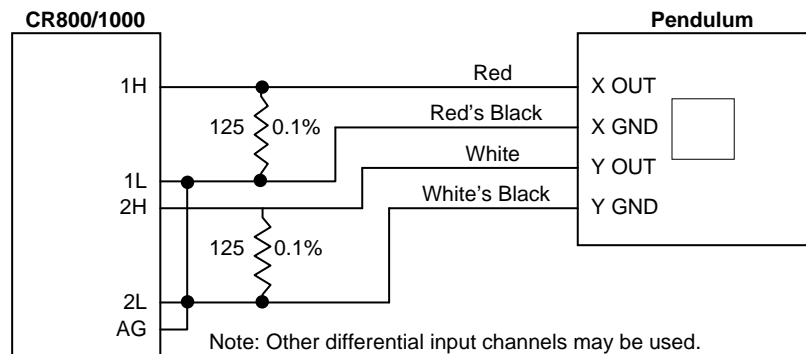 CR800/1000
Pendulum
1H
Red
X OUT
125
0.1%
Red's Black
X GND
White
Y OUT
1L
2H
White's Black
Y GND
125
0.1%
2L
AG
Note: Other differential input channels may be used.